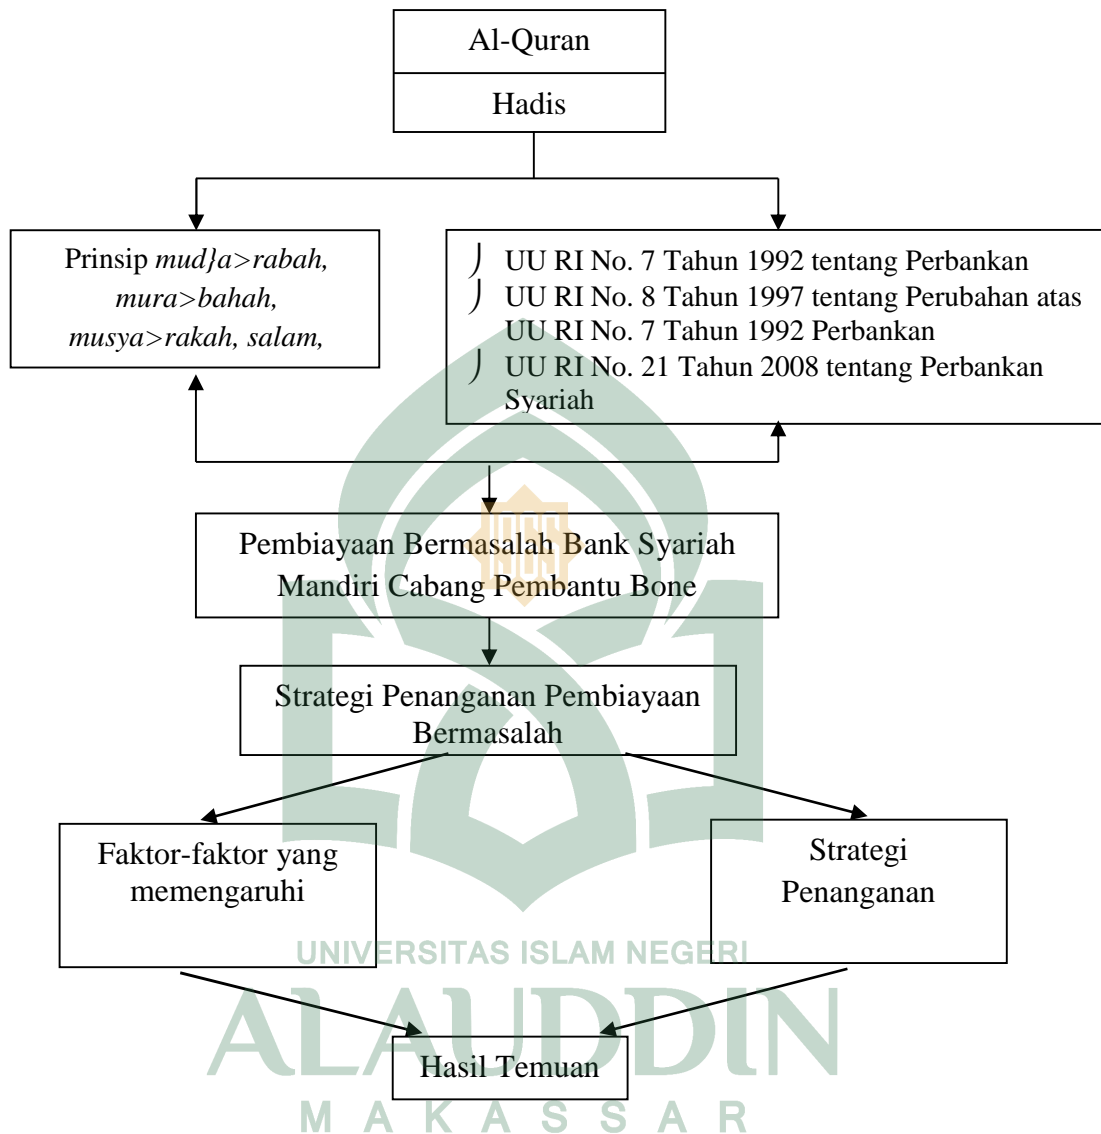 Al-Quran
Hadis
Prinsip mud}a>rabah,
mura>bahah,
musya>rakah, salam,
UU RI No. 7 Tahun 1992 tentang Perbankan
UU RI No. 8 Tahun 1997 tentang Perubahan atas
UU RI No. 7 Tahun 1992 Perbankan
UU RI No. 21 Tahun 2008 tentang Perbankan
Syariah
Pembiayaan Bermasalah Bank Syariah
Mandiri Cabang Pembantu Bone
Strategi Penanganan Pembiayaan
Bermasalah
Faktor-faktor yang
memengaruhi
Strategi
Penanganan
UNIVERSITAS ISLAM NEGERI
ALAUDDIN
Hasil Temuan
MAKASSAR